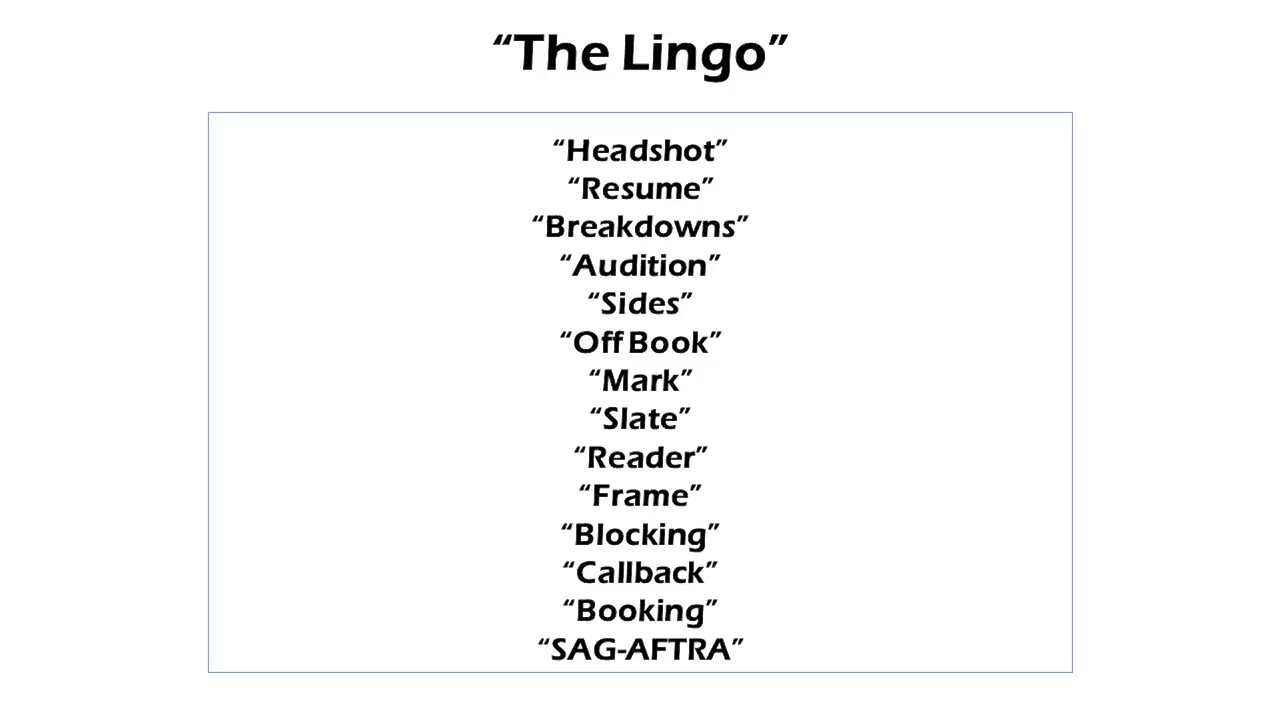 “The Lingo”
“Headshot”
“Resume”
“Breakdowns”
“Audition”
“Sides”
“Off Book”
“Mark”
“Slate”
“Reader”
“Frame”
“Blocking”
“Callback”
“Booking”
“SAG-AFTRA”